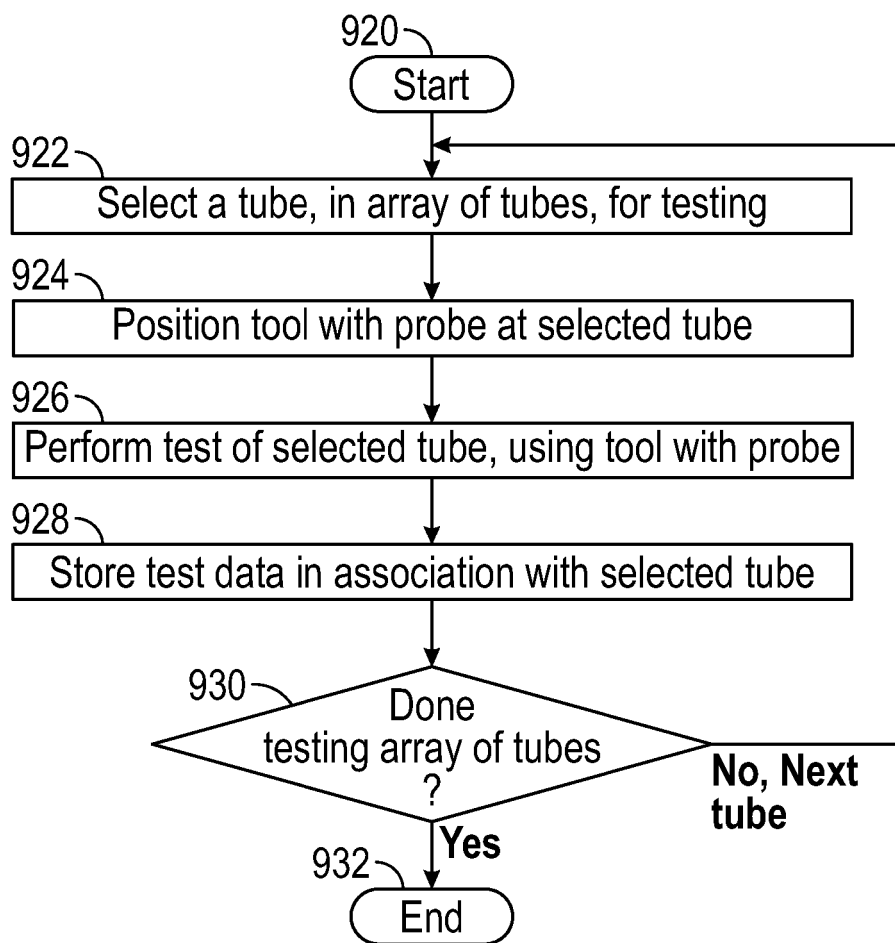 920
Start
922
Select a tube, in array of tubes, for testing
924
Position tool with probe at selected tube
926
Perform test of selected tube, using tool with probe
928
Store test data in association with selected tube
930
Done
testing array of tubes
?
No, Next
tube
Yes
932
End